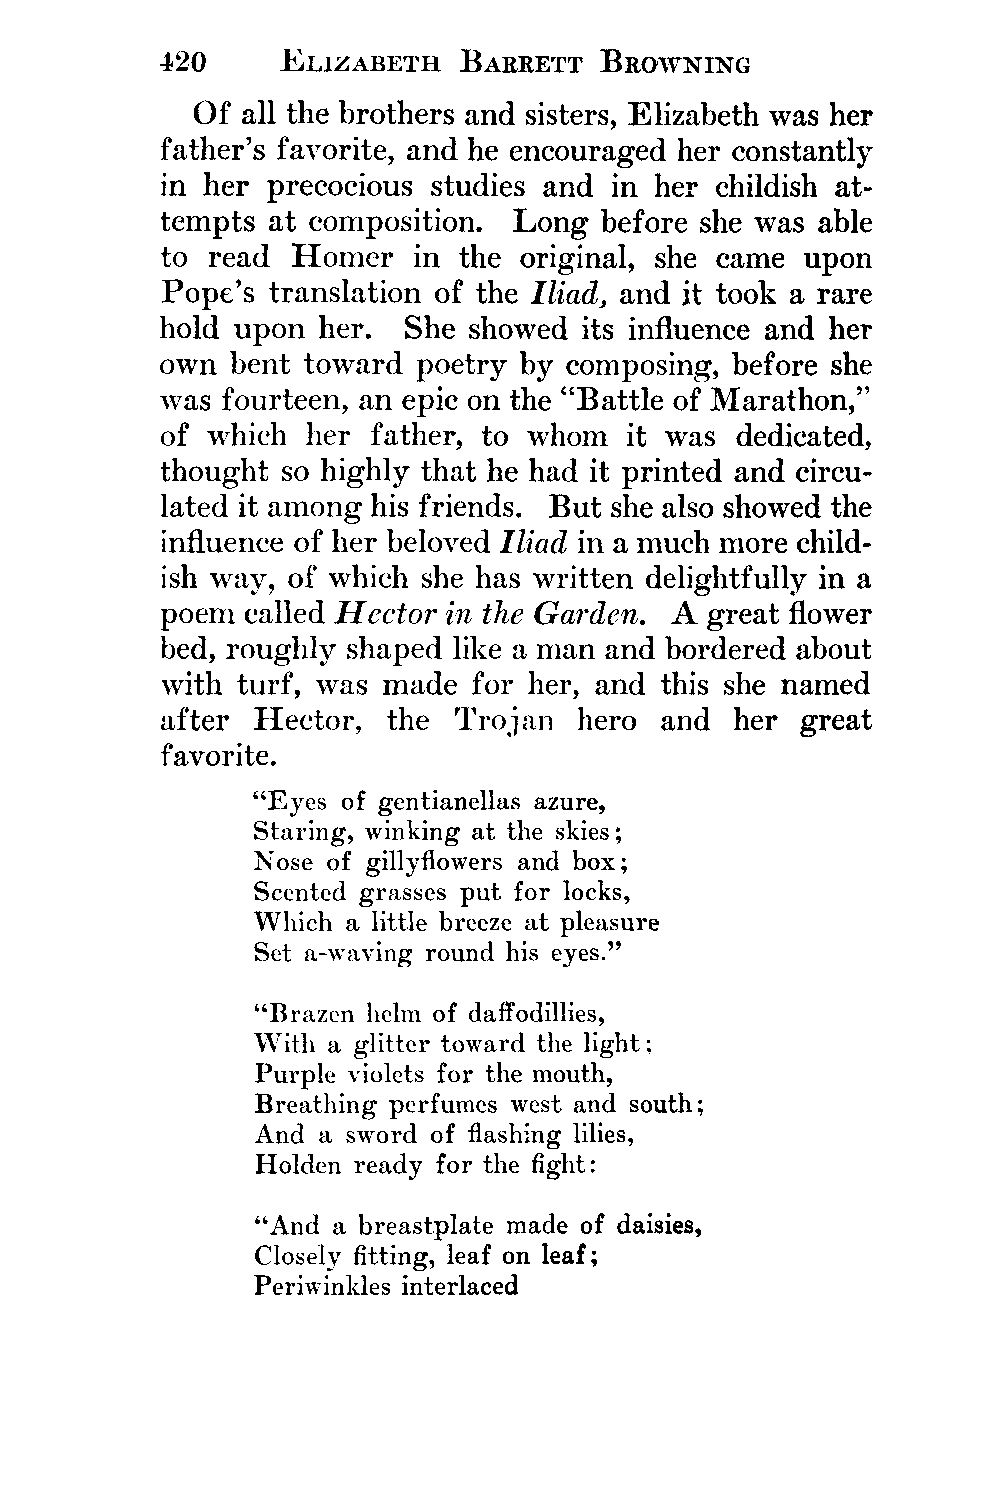 420 ELIZABETH BARRETT BROWNING
Of all the brothers and sisters, Elizabeth was her
father's favorite, and he encouraged her constantly
in her precocious studies and in her childish at-
tempts at composition. Long before she was able
to read Homer in the original, she came upon
Pope's translation of the Iliad, and it took a rare
hold upon her. She showed its influence and her
own bent toward poetry by composing, before she
was fourteen, an epic on the “Battle of Marathon,”
of which her father, to whom it was dedicated,
thought so highly that he had it printed and circu-
lated it among his friends. But she also showed the
influence of her beloved Iliad in a much more child-
ish way, of which she has written delightfully in a
poem called Hector in the Garden. A great flower
bed, roughly shaped like a man and bordered about
with turf, was made for her, and this she named
after Hector, the Trojan hero and her great
favorite.
“Eyes of gentianellas azure,
Staring, winking at the skies;
Nose of gillyflowers and box;
Scented grasses put for locks,
Which a little breeze at pleasure
Set a-waving round his eyes.”
“Brazen helm of daffodillies,
With a glitter toward the light;
Purple violets for the mouth,
Breathing perfumes west and south;
And a sword of flashing lilies,
Holden ready for the fight:
“And a breastplate made of daisies,
Closely fitting, leaf on leaf;
Periwinkles interlaced